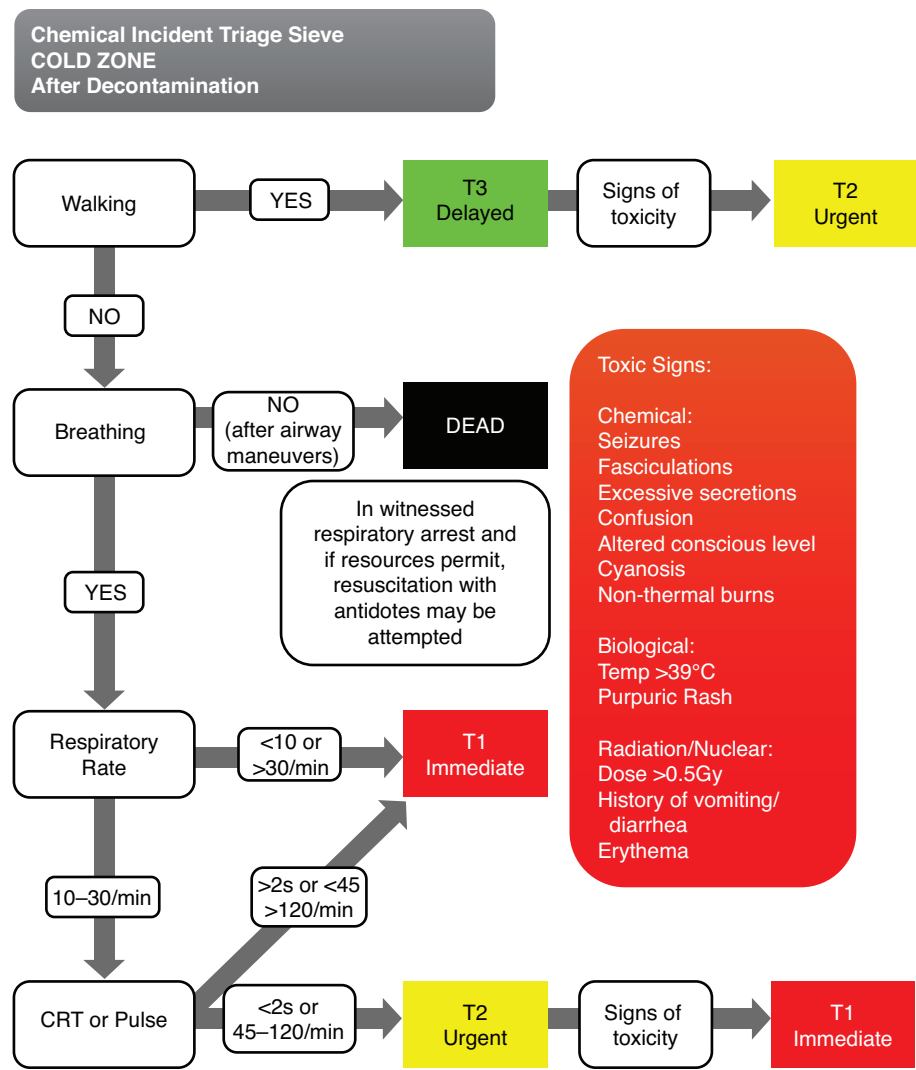 Chemical Incident Triage Sieve
COLD ZONE
After Decontamination
Walking
YES
T3
Delayed
Signs of
toxicity
T2
Urgent
NO
Breathing
NO
(after airway
maneuvers)
DEAD
In witnessed
respiratory arrest and
if resources permit,
resuscitation with
antidotes may be
attempted
Toxic Signs:
Chemical:
Seizures
Fasciculations
Excessive secretions
Confusion
Altered conscious level
Cyanosis
Non-thermal burns
Biological:
Temp >39°C
Purpuric Rash
Radiation/Nuclear:
Dose >0.5Gy
History of vomiting/
diarrhea
Erythema
YES
Respiratory
Rate
<10 or
>30/min
T1
Immediate
10–30/min
>2s or <45
>120/min
CRT or Pulse
<2s or
45–120/min
T2
Urgent
Signs of
toxicity
T1
Immediate